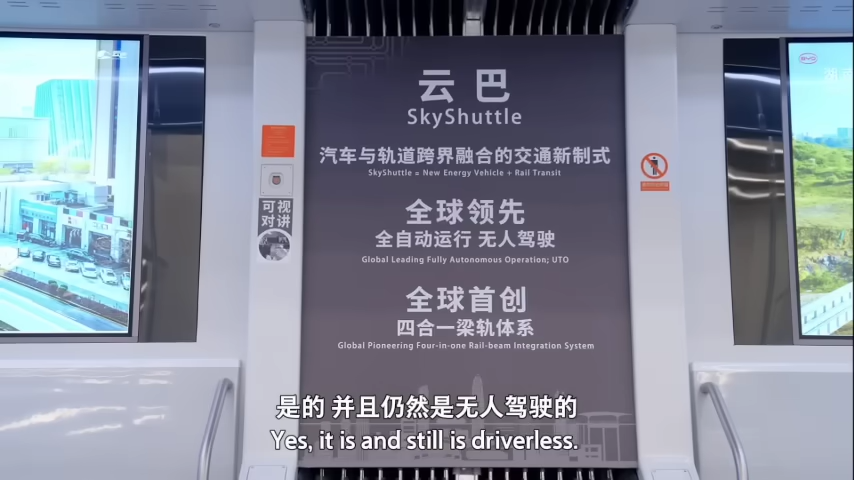 云巴
SkyShuttle
汽车与轨道跨界融合的交通新制式
SkyShuttle = New Energy Vehicle + Rail Transit
全球领先
全自动运行 无人驾驶
Global Leading Fully Autonomous Operation; UTO
全球首创
四合一梁轨体系
Global Pioneering Four-in-one Rail-beam Integration System
可视
对讲
BYD
是的 并且仍然是无人驾驶的
Yes, it is and still is driverless.